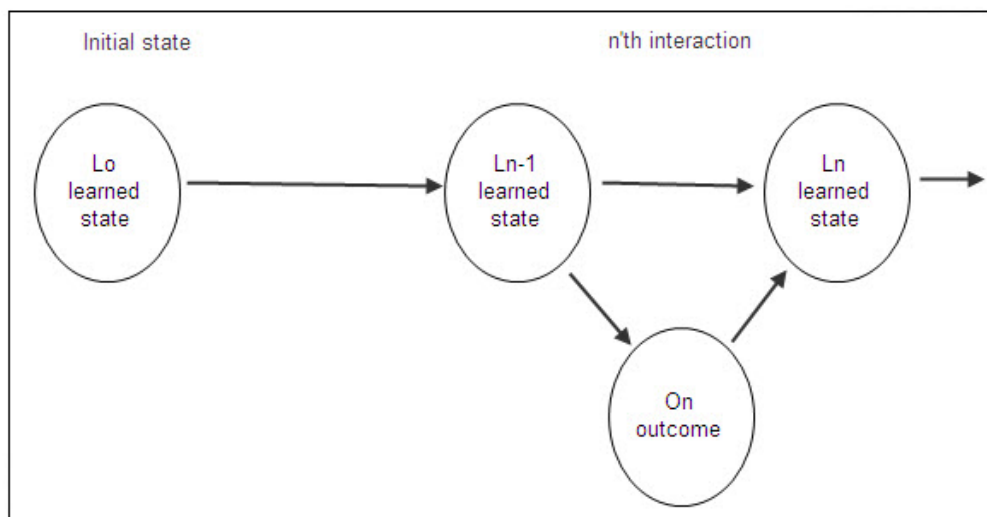 Initial state
n'th interaction
Lo
learned
state
Ln-1
learned
state
Ln
learned
state
On
outcome